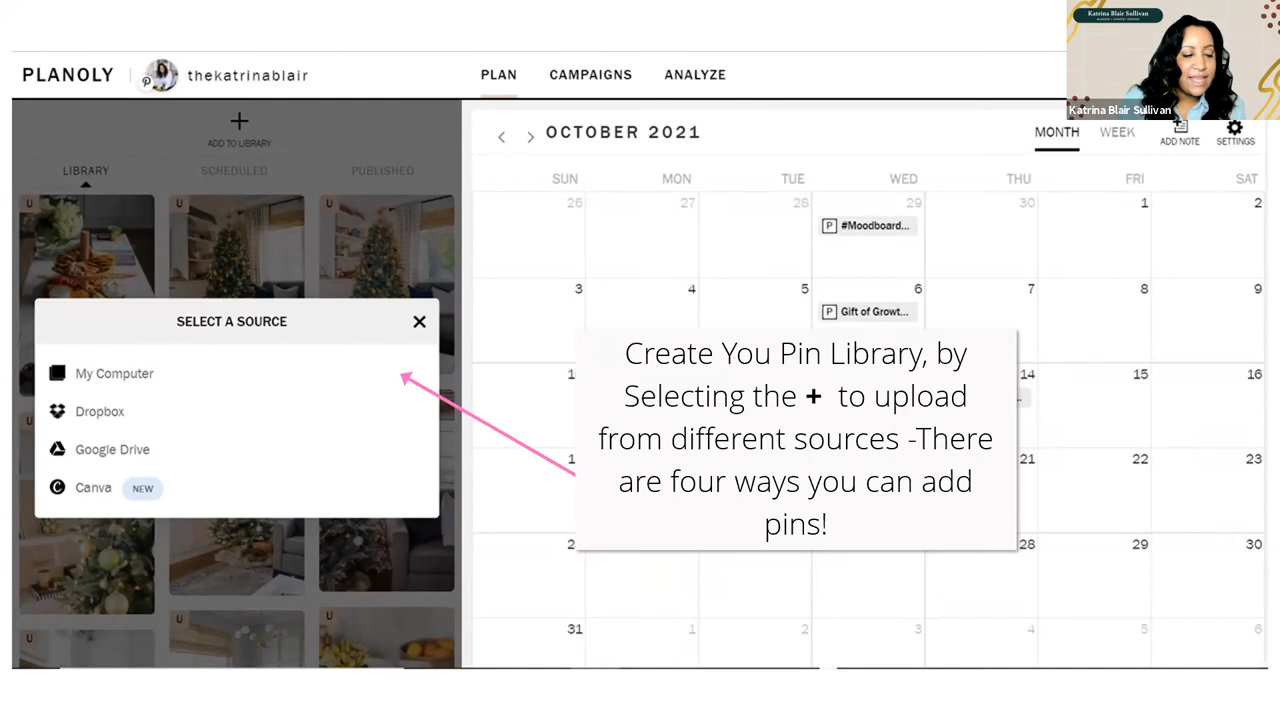 Katrina Blair Sullivan
Katrina Blair Sullivan
PLANOLY
thekatrinablair
PLAN
CAMPAIGNS
ANALYZE
+
ADD TO LIBRARY
LIBRARY
SCHEDULED
PUBLISHED
U
U
U
SELECT A SOURCE
My Computer
Dropbox
Google Drive
Canva NEW
U
U
U
U
OCTOBER 2021
MONTH
WEEK
ADD NOTE
SETTINGS
SUN MON TUE WED THU FRI SAT
26 27 28 29 30 1 2
P #Moodboard...
3 4 5 6 7 8 9
P Gift of Growt...
14 15 16
21 22 23
28 29 30
31 1 2 3 4 5 6
Create You Pin Library, by
Selecting the + to upload
from different sources -There
are four ways you can add
pins!